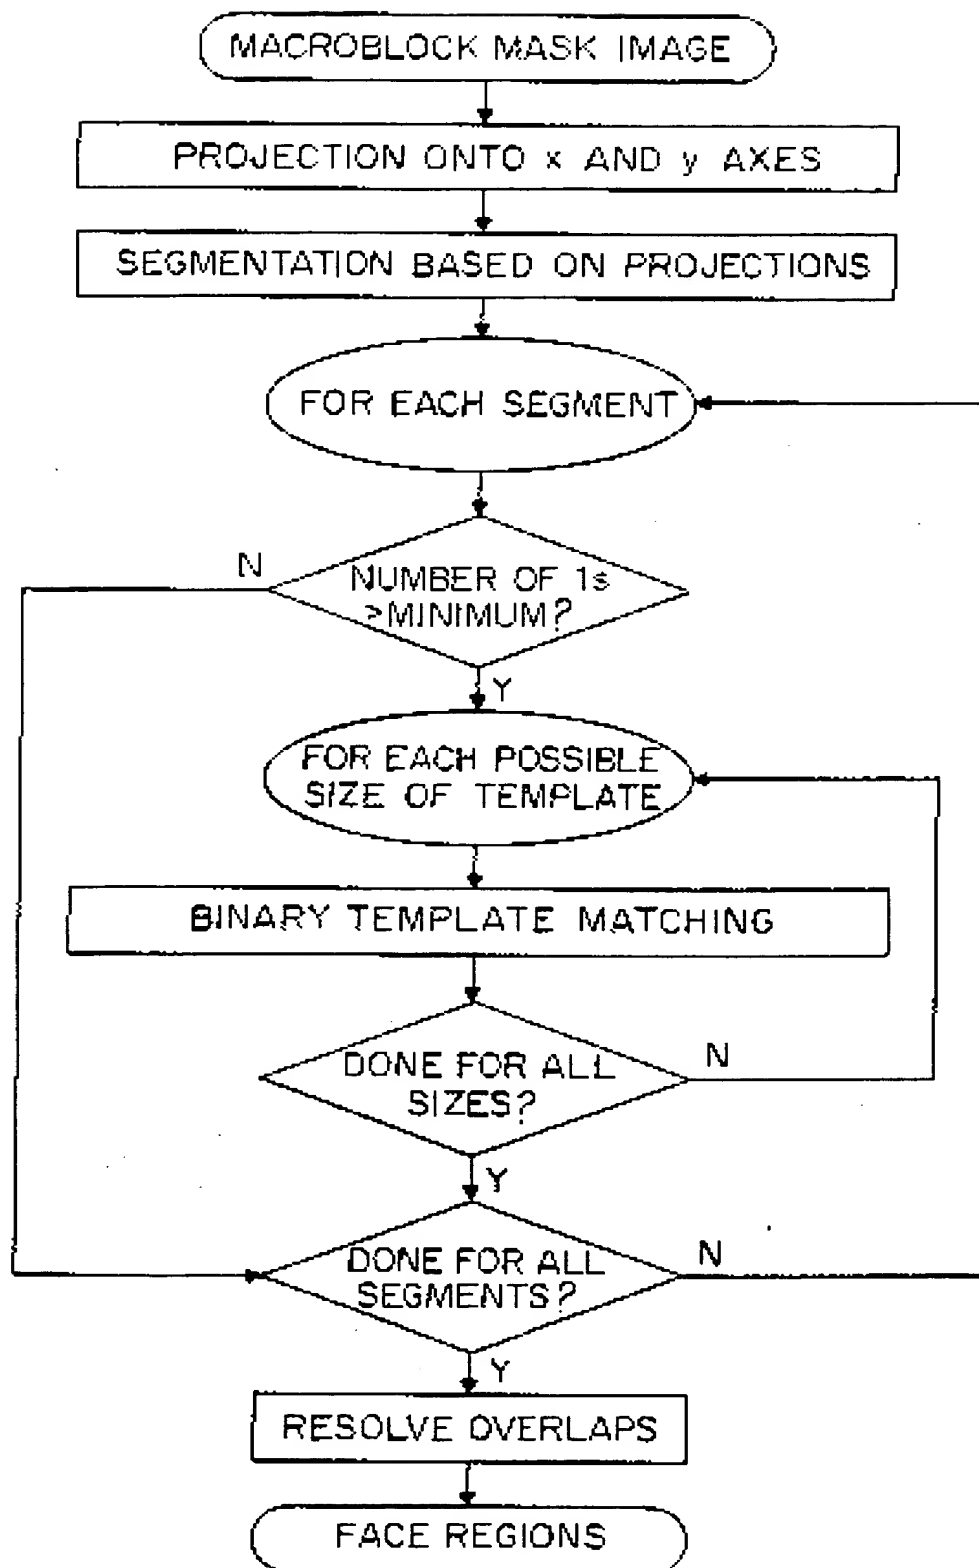 MACROBLOCK MASK IMAGE
PROJECTION ONTO x AND y AXES
SEGMENTATION BASED ON PROJECTIONS
FOR EACH SEGMENT
N
NUMBER OF 1s
>MINIMUM?
Y
FOR EACH POSSIBLE
SIZE OF TEMPLATE
BINARY TEMPLATE MATCHING
DONE FOR ALL
SIZES?
N
Y
DONE FOR ALL
SEGMENTS?
N
Y
RESOLVE OVERLAPS
FACE REGIONS